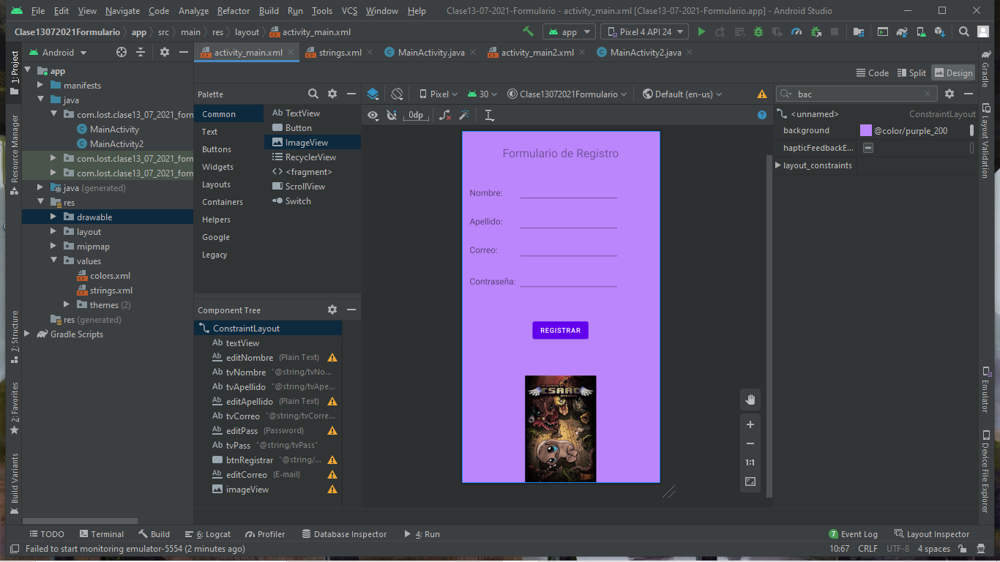 File Edit View Navigate Code Analyze Refactor Build Run Tools VCS Window Help Clase13-07-2021-Formulario - activity_main.xml [Clase13-07-2021-Formulario.app] - Android Studio
Clase13072021Formulario app src main res layout activity_main.xml app Pixel 4 API 24
1: Project
Resource Manager
7: Structure
2: Favorites
Build Variants
Android
app
manifests
java
com.lost.clase13_07_2021_form
MainActivity
MainActivity2
com.lost.clase13_07_2021_form
com.lost.clase13_07_2021_form
java (generated)
res
drawable
layout
mipmap
values
colors.xml
strings.xml
themes (2)
res (generated)
Gradle Scripts
activity_main.xml strings.xml MainActivity.java activity_main2.xml MainActivity2.java
Code Split Design
Palette
Common
Text
Buttons
Widgets
Layouts
Containers
Helpers
Google
Legacy
Ab TextView
Button
ImageView
RecyclerView
<fragment>
ScrollView
Switch
Component Tree
ConstraintLayout
Ab textView
Ab editNombre (Plain Text)
Ab tvNombre "@string/tvNo...
Ab tvApellido "@string/tvApe...
Ab editApellido (Plain Text)
Ab tvCorreo "@string/tvCorre...
Ab editPass (Password)
Ab tvPass "@string/tvPass"
btnRegistrar "@string/...
Ab editCorreo (E-mail)
imageView
Pixel 30 Clase13072021Formulario Default (en-us)
0dp
Formulario de Registro
Nombre:
Apellido:
Correo:
Contraseña:
REGISTRAR
ISAAC
REBIRTH
1:1
bac
<unnamed> ConstraintLayout
background @color/purple_200
hapticFeedbackE...
layout_constraints
Gradle
Layout Validation
Emulator
Device File Explorer
TODO Terminal Build 6: Logcat Profiler Database Inspector 4: Run 7 Event Log Layout Inspector
Failed to start monitoring emulator-5554 (2 minutes ago) 10:67 CRLF UTF-8 4 spaces